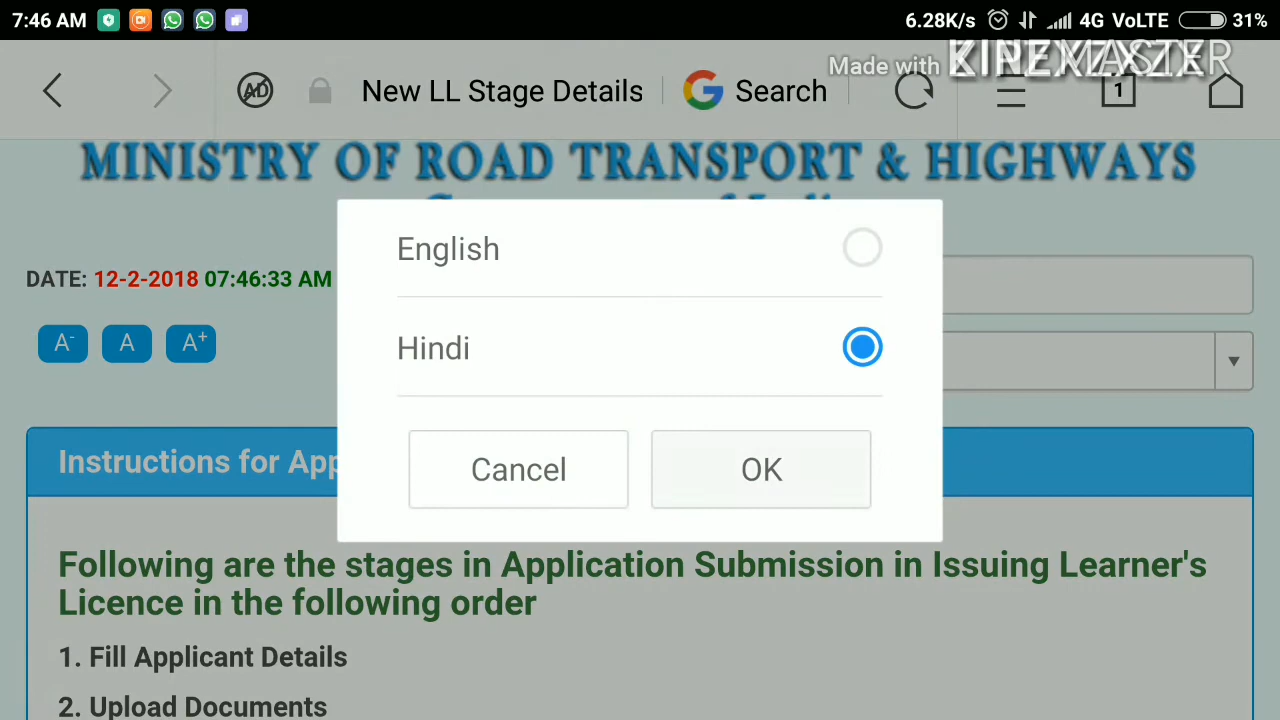 7:46 AM
6.28K/s 4G VoLTE 31%
Made with KINEMASTER
AD New LL Stage Details Search 1
MINISTRY OF ROAD TRANSPORT & HIGHWAYS
DATE: 12-2-2018 07:46:33 AM
A- A A+
English
Hindi
Cancel OK
Instructions for App
Following are the stages in Application Submission in Issuing Learner's
Licence in the following order
1. Fill Applicant Details
2. Upload Documents